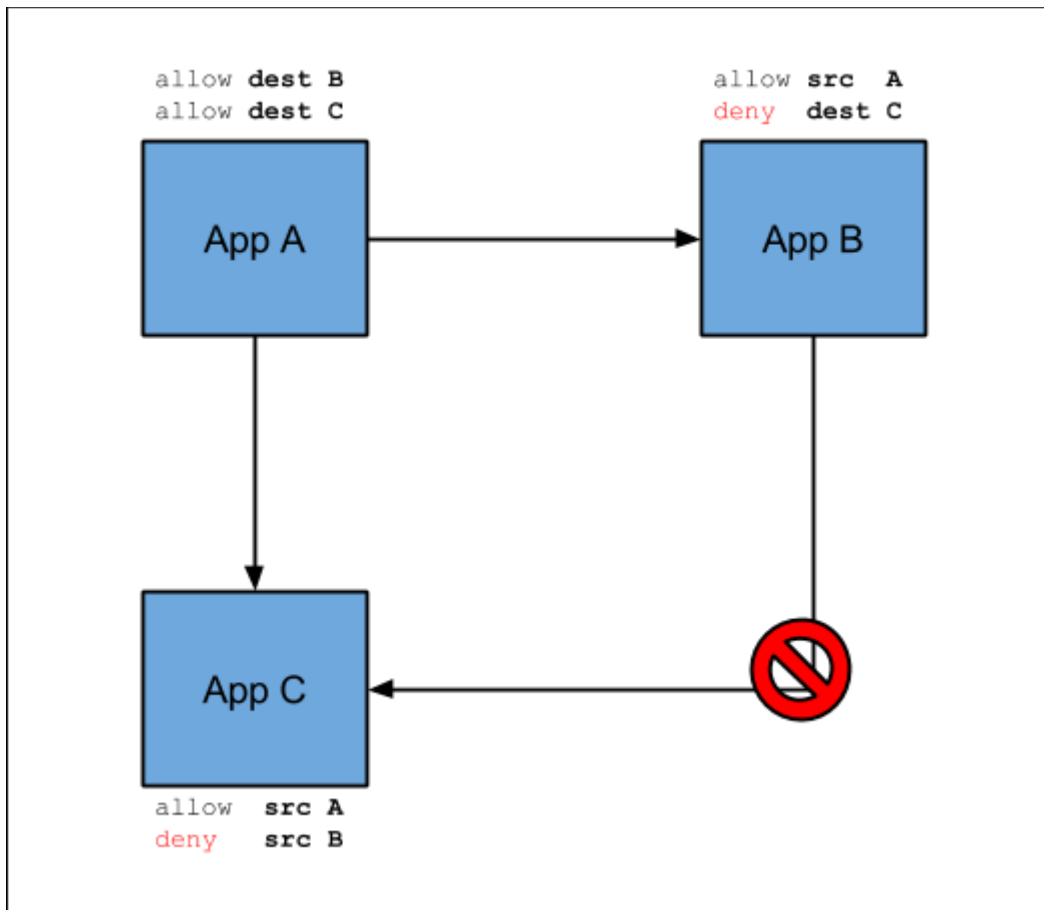 allow dest B
allow dest C
allow src A
deny dest C
App A
App B
App C
allow src A
deny src B